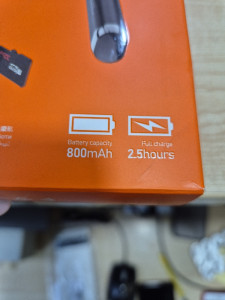 Battery capacity
800mAh
Full charge
2.5hours